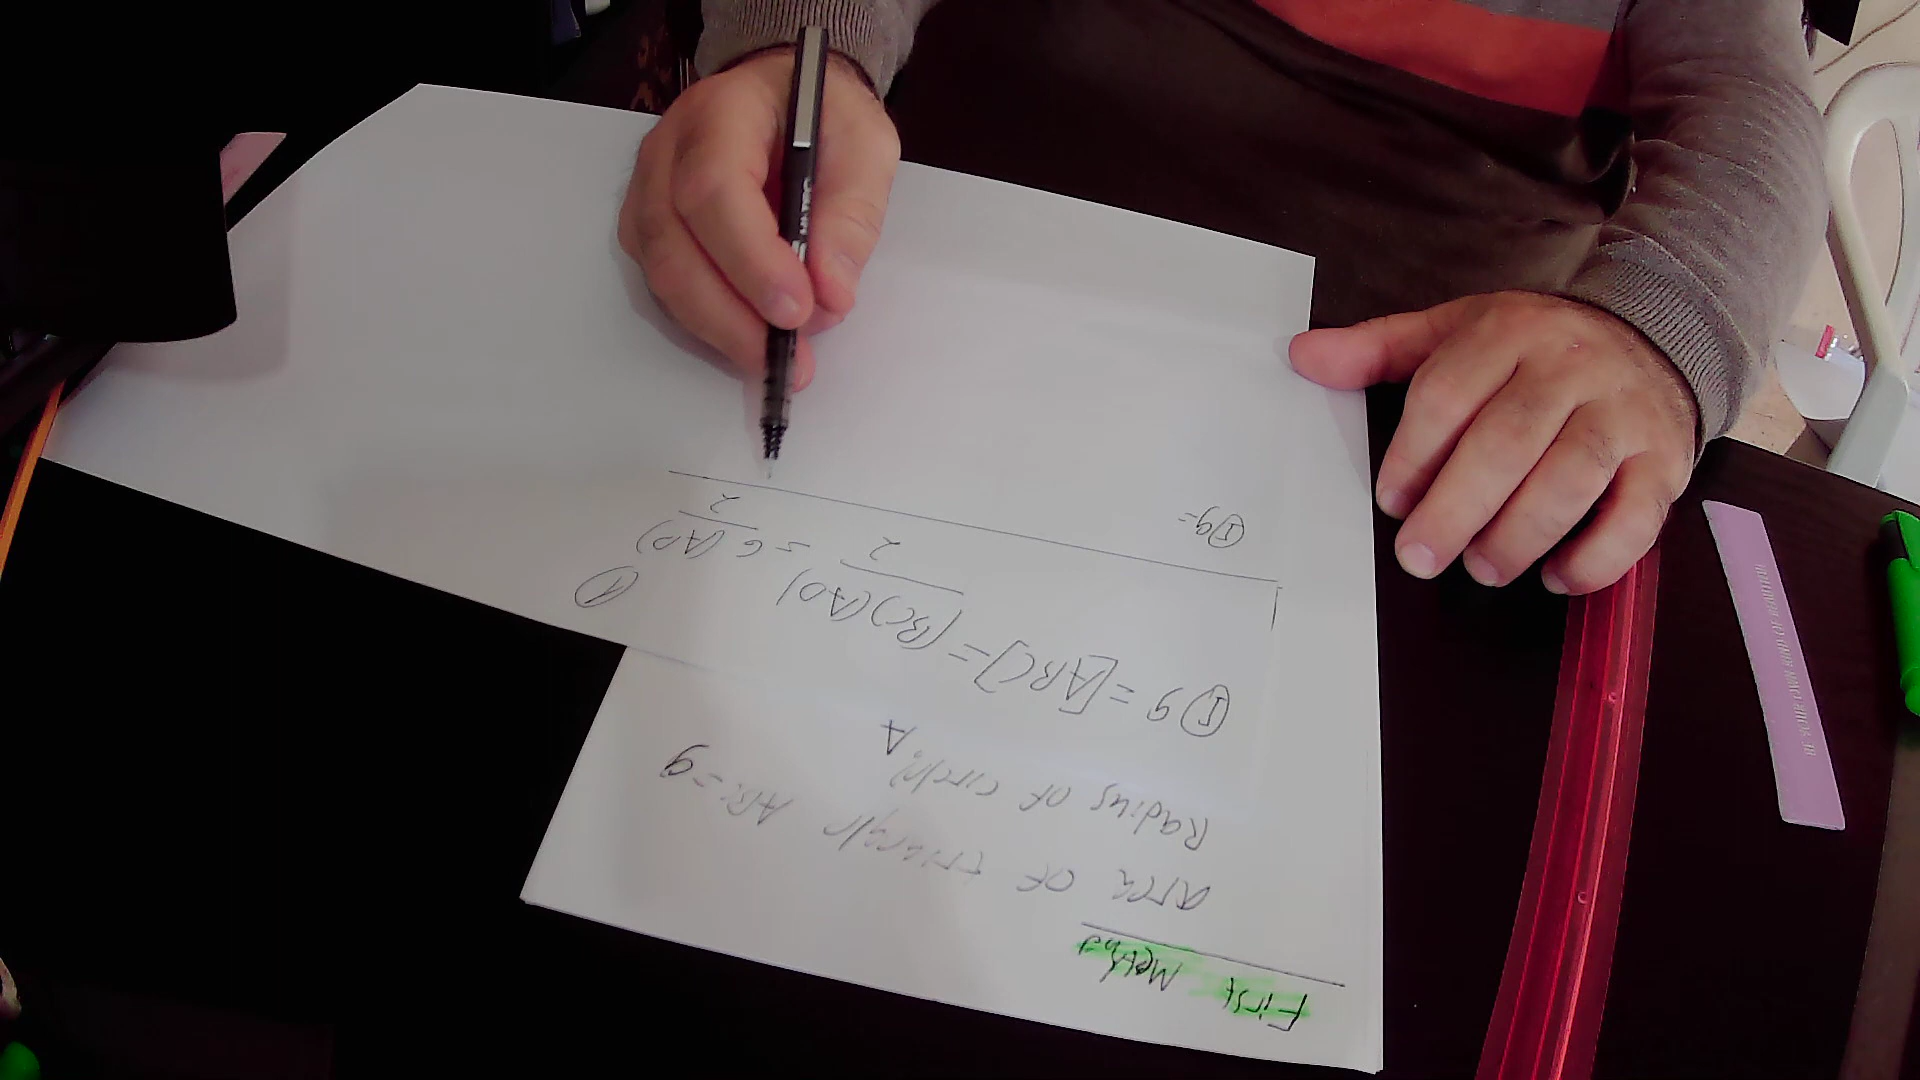 First Method
area of triangle ABC = 9
Radius of circle A
① 9 = [ABC] = (BC)(AD)/2 = 6(AD)/2 ①
① 9 =